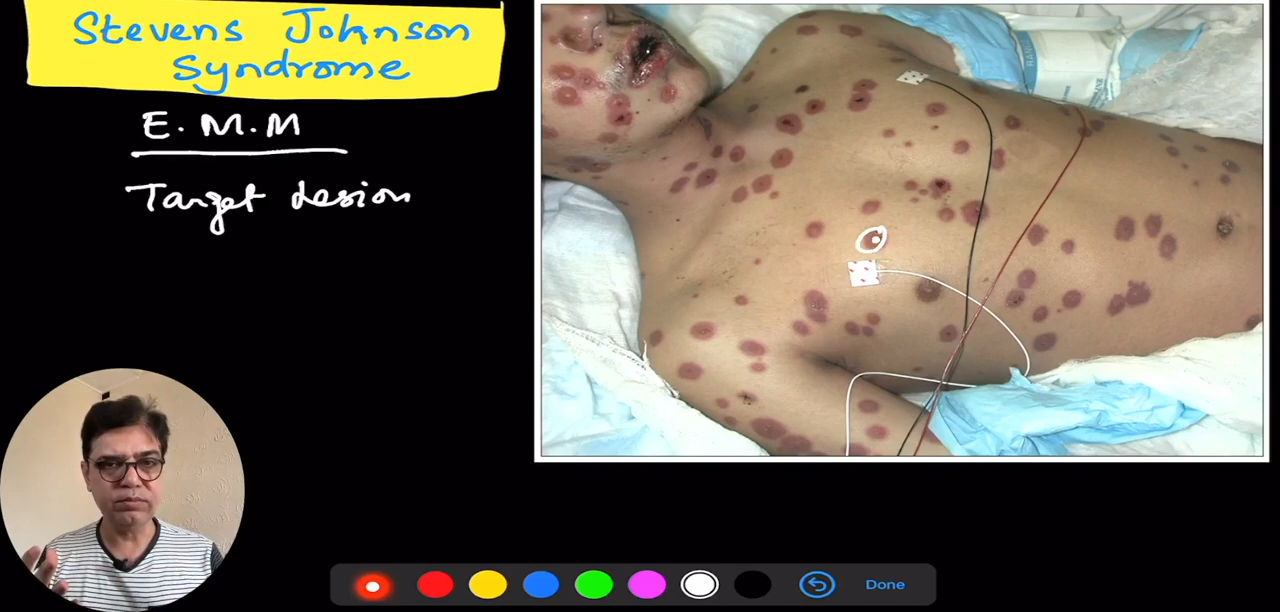 Stevens Johnson
Syndrome
E.M.M
Target Lesion
Done